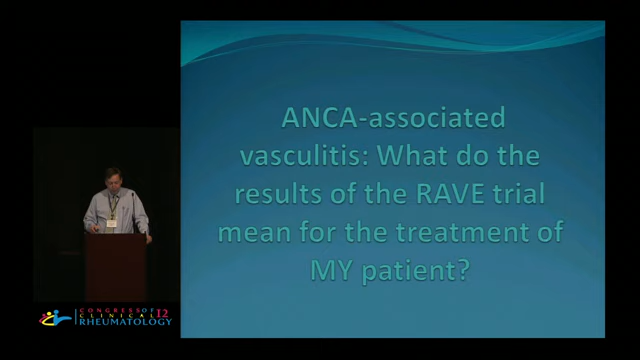 ANCA-associated
vasculitis: What do the
results of the RAVE trial
mean for the treatment of
MY patient?
CONGRESS OF
CLINICAL 12
RHEUMATOLOGY